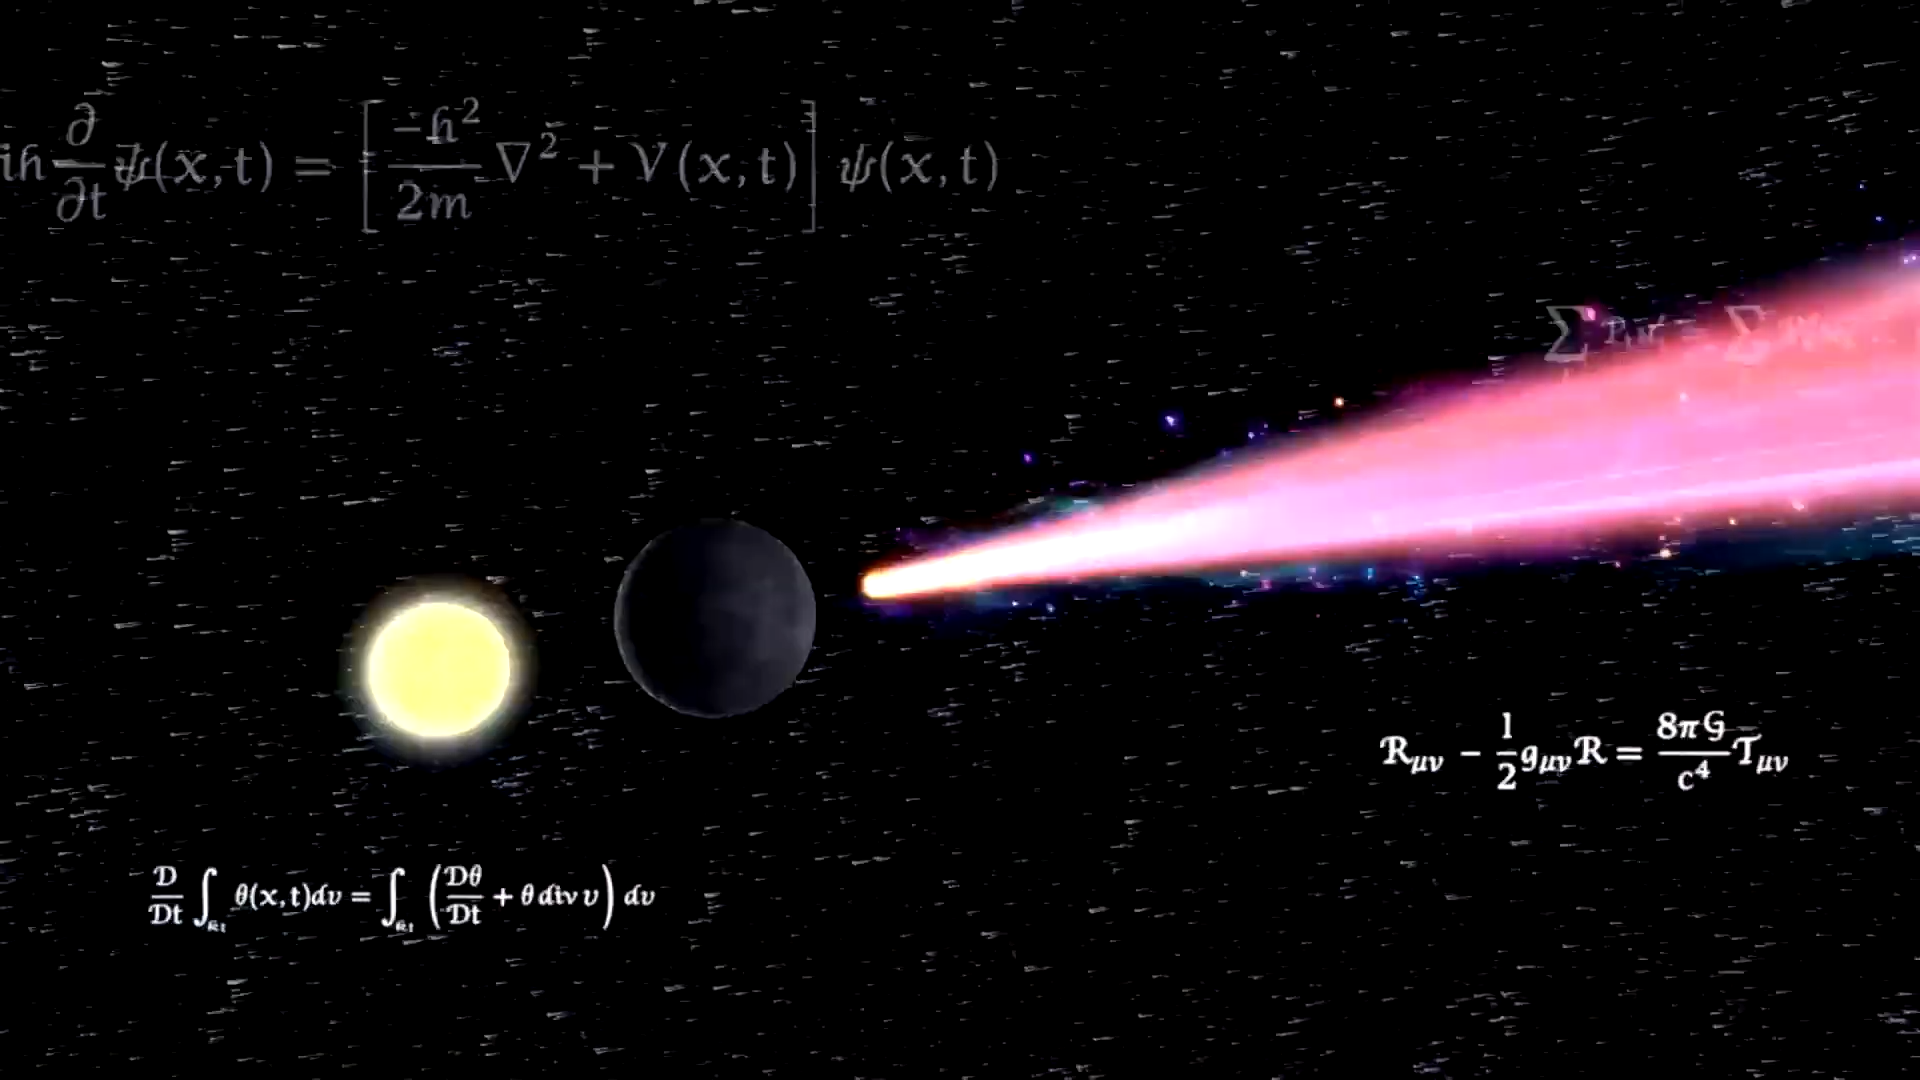 iℏ ∂/∂t ψ(x,t) = [-ℏ²/2m ∇² + V(x,t)] ψ(x,t)
∑ = ∑
R_μν − 1/2 g_μν R = 8πG/c⁴ T_μν
D/Dt ∫ θ(x,t)dv = ∫ (Dθ/Dt + θ div v) dv